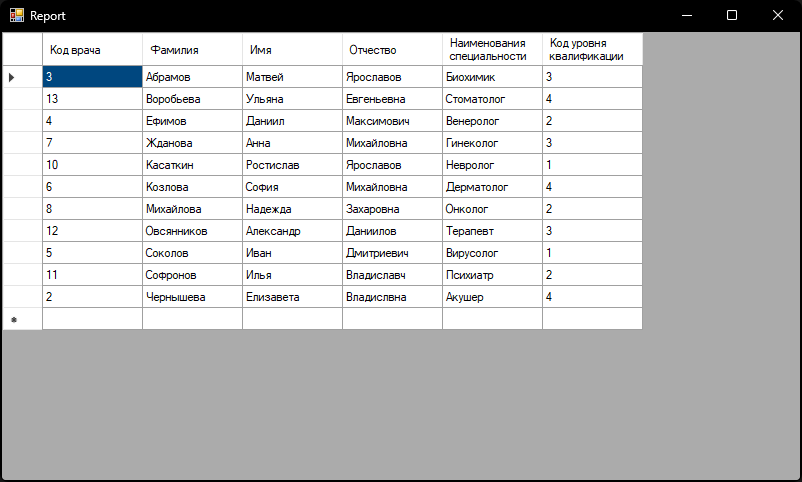 Report
Код врача Фамилия Имя Отчество Наименования специальности Код уровня квалификации
3 Абрамов Матвей Ярославов Биохимик 3
13 Воробьева Ульяна Евгеньевна Стоматолог 4
4 Ефимов Даниил Максимович Венеролог 2
7 Жданова Анна Михайловна Гинеколог 3
10 Касаткин Ростислав Ярославов Невролог 1
6 Козлова София Михайловна Дерматолог 4
8 Михайлова Надежда Захаровна Онколог 2
12 Овсянников Александр Даниилов Терапевт 3
5 Соколов Иван Дмитриевич Вирусолог 1
11 Софронов Илья Владиславч Психиатр 2
2 Чернышева Елизавета Владислвна Акушер 4